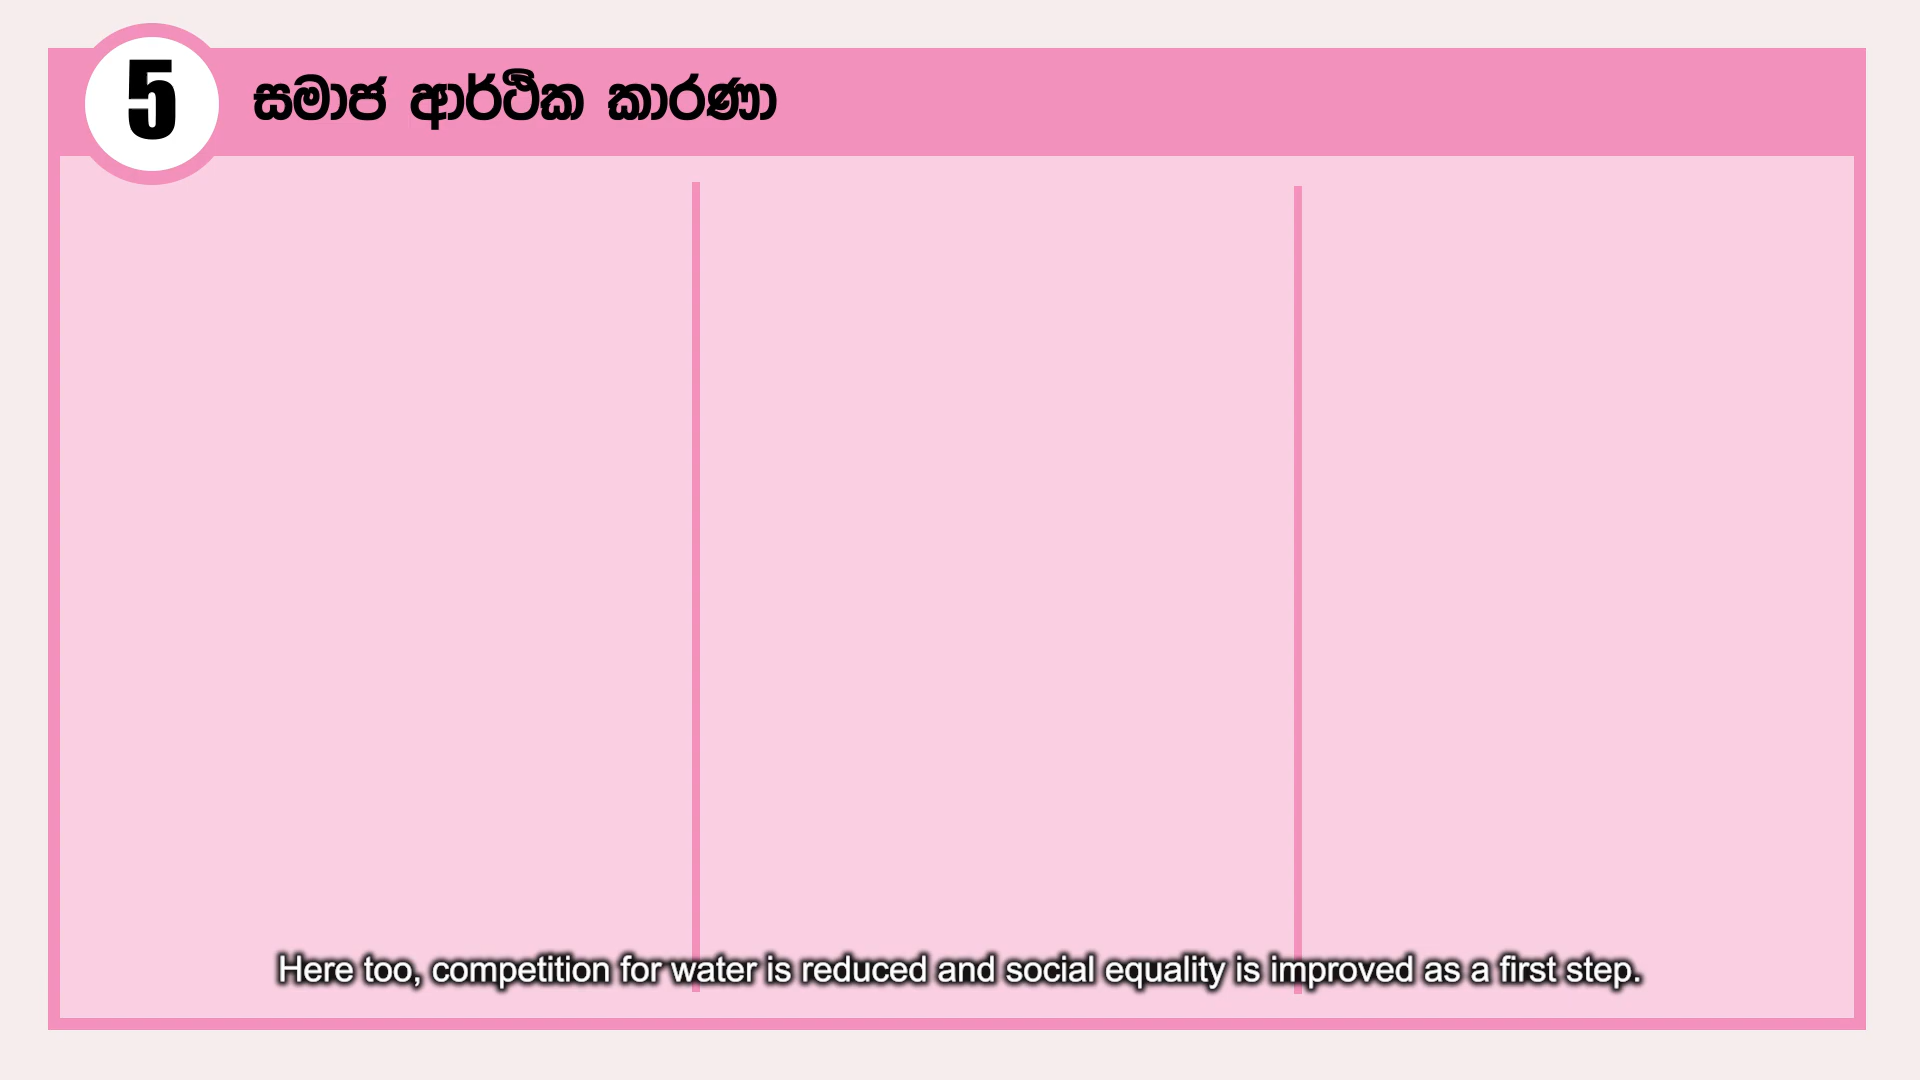 5
සමාජ ආර්ථික කාරණා
Here too, competition for water is reduced and social equality is improved as a first step.